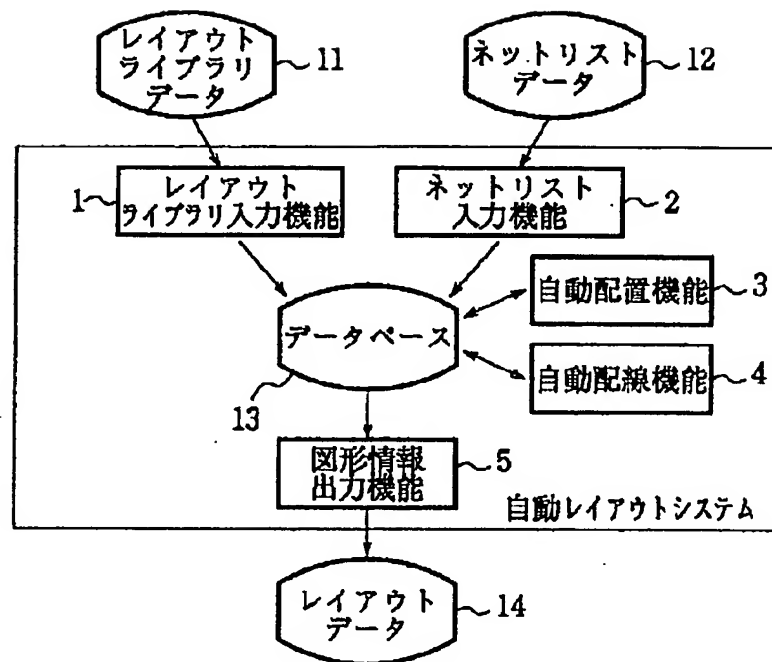 レイアウト
ライブラリ
データ
11
ネットリスト
データ
12
1
レイアウト
ライブラリ入力機能
ネットリスト
入力機能
2
データベース
13
自動配置機能
3
自動配線機能
4
図形情報
出力機能
5
自動レイアウトシステム
レイアウト
データ
14